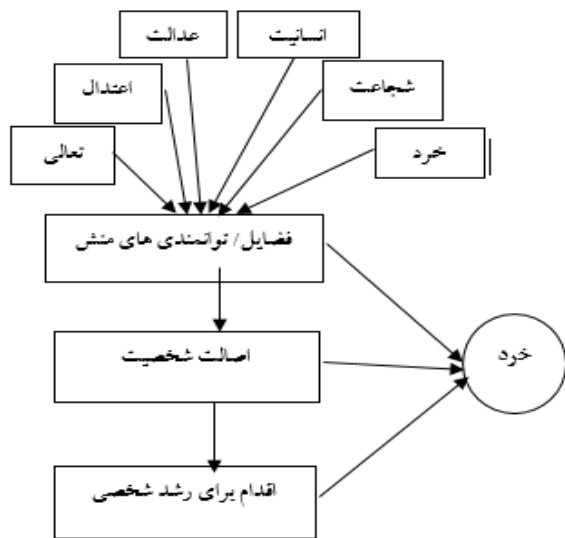 انسانیت
عدالت
شجاعت
اعتدال
خرد
تعالی
فضایل/ توانمندی های منش
اصالت شخصیت
خرد
اقدام برای رشد شخصی